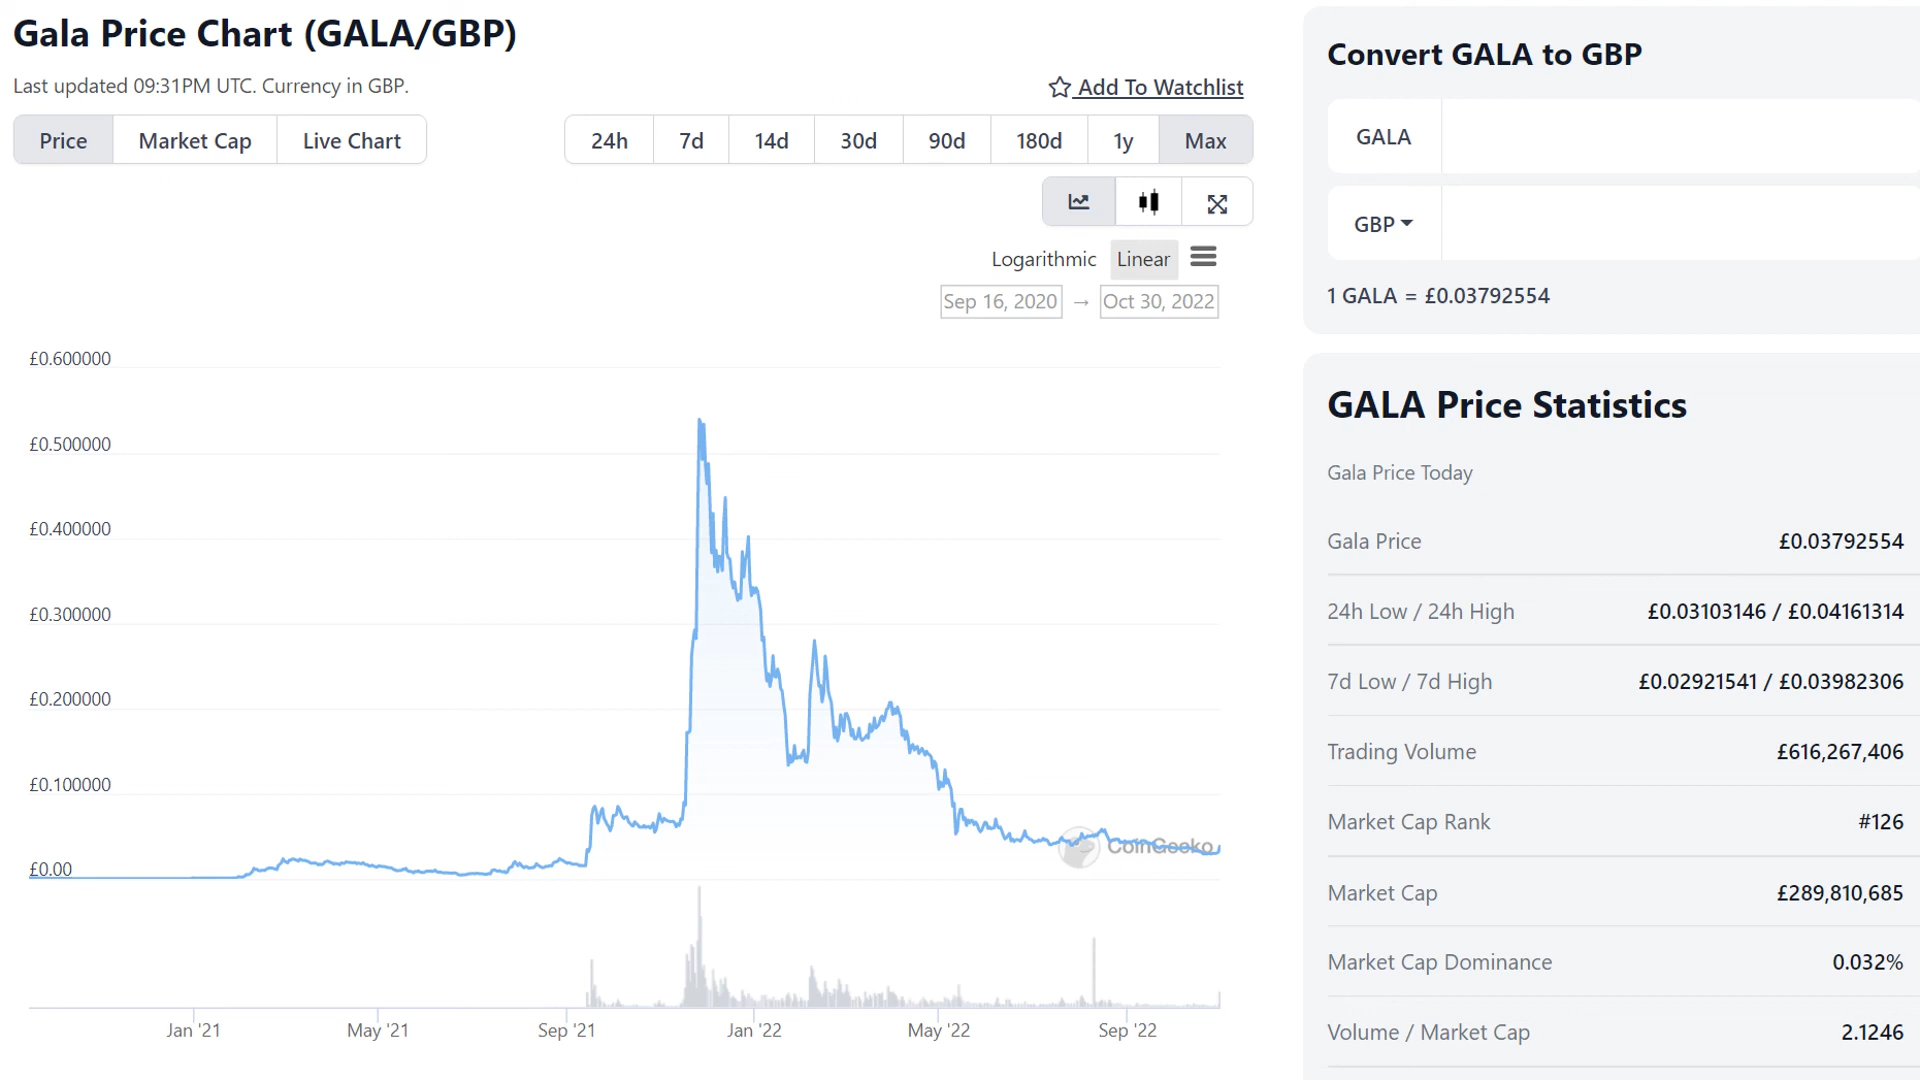 Gala Price Chart (GALA/GBP)
Last updated 09:31PM UTC. Currency in GBP.
Add To Watchlist
Price Market Cap Live Chart
24h 7d 14d 30d 90d 180d 1y Max
Logarithmic Linear
Sep 16, 2020 → Oct 30, 2022
£0.600000
£0.500000
£0.400000
£0.300000
£0.200000
£0.100000
£0.00
CoinGecko
Jan '21 May '21 Sep '21 Jan '22 May '22 Sep '22
Convert GALA to GBP
GALA
GBP
1 GALA = £0.03792554
GALA Price Statistics
Gala Price Today
Gala Price £0.03792554
24h Low / 24h High £0.03103146 / £0.04161314
7d Low / 7d High £0.02921541 / £0.03982306
Trading Volume £616,267,406
Market Cap Rank #126
Market Cap £289,810,685
Market Cap Dominance 0.032%
Volume / Market Cap 2.1246